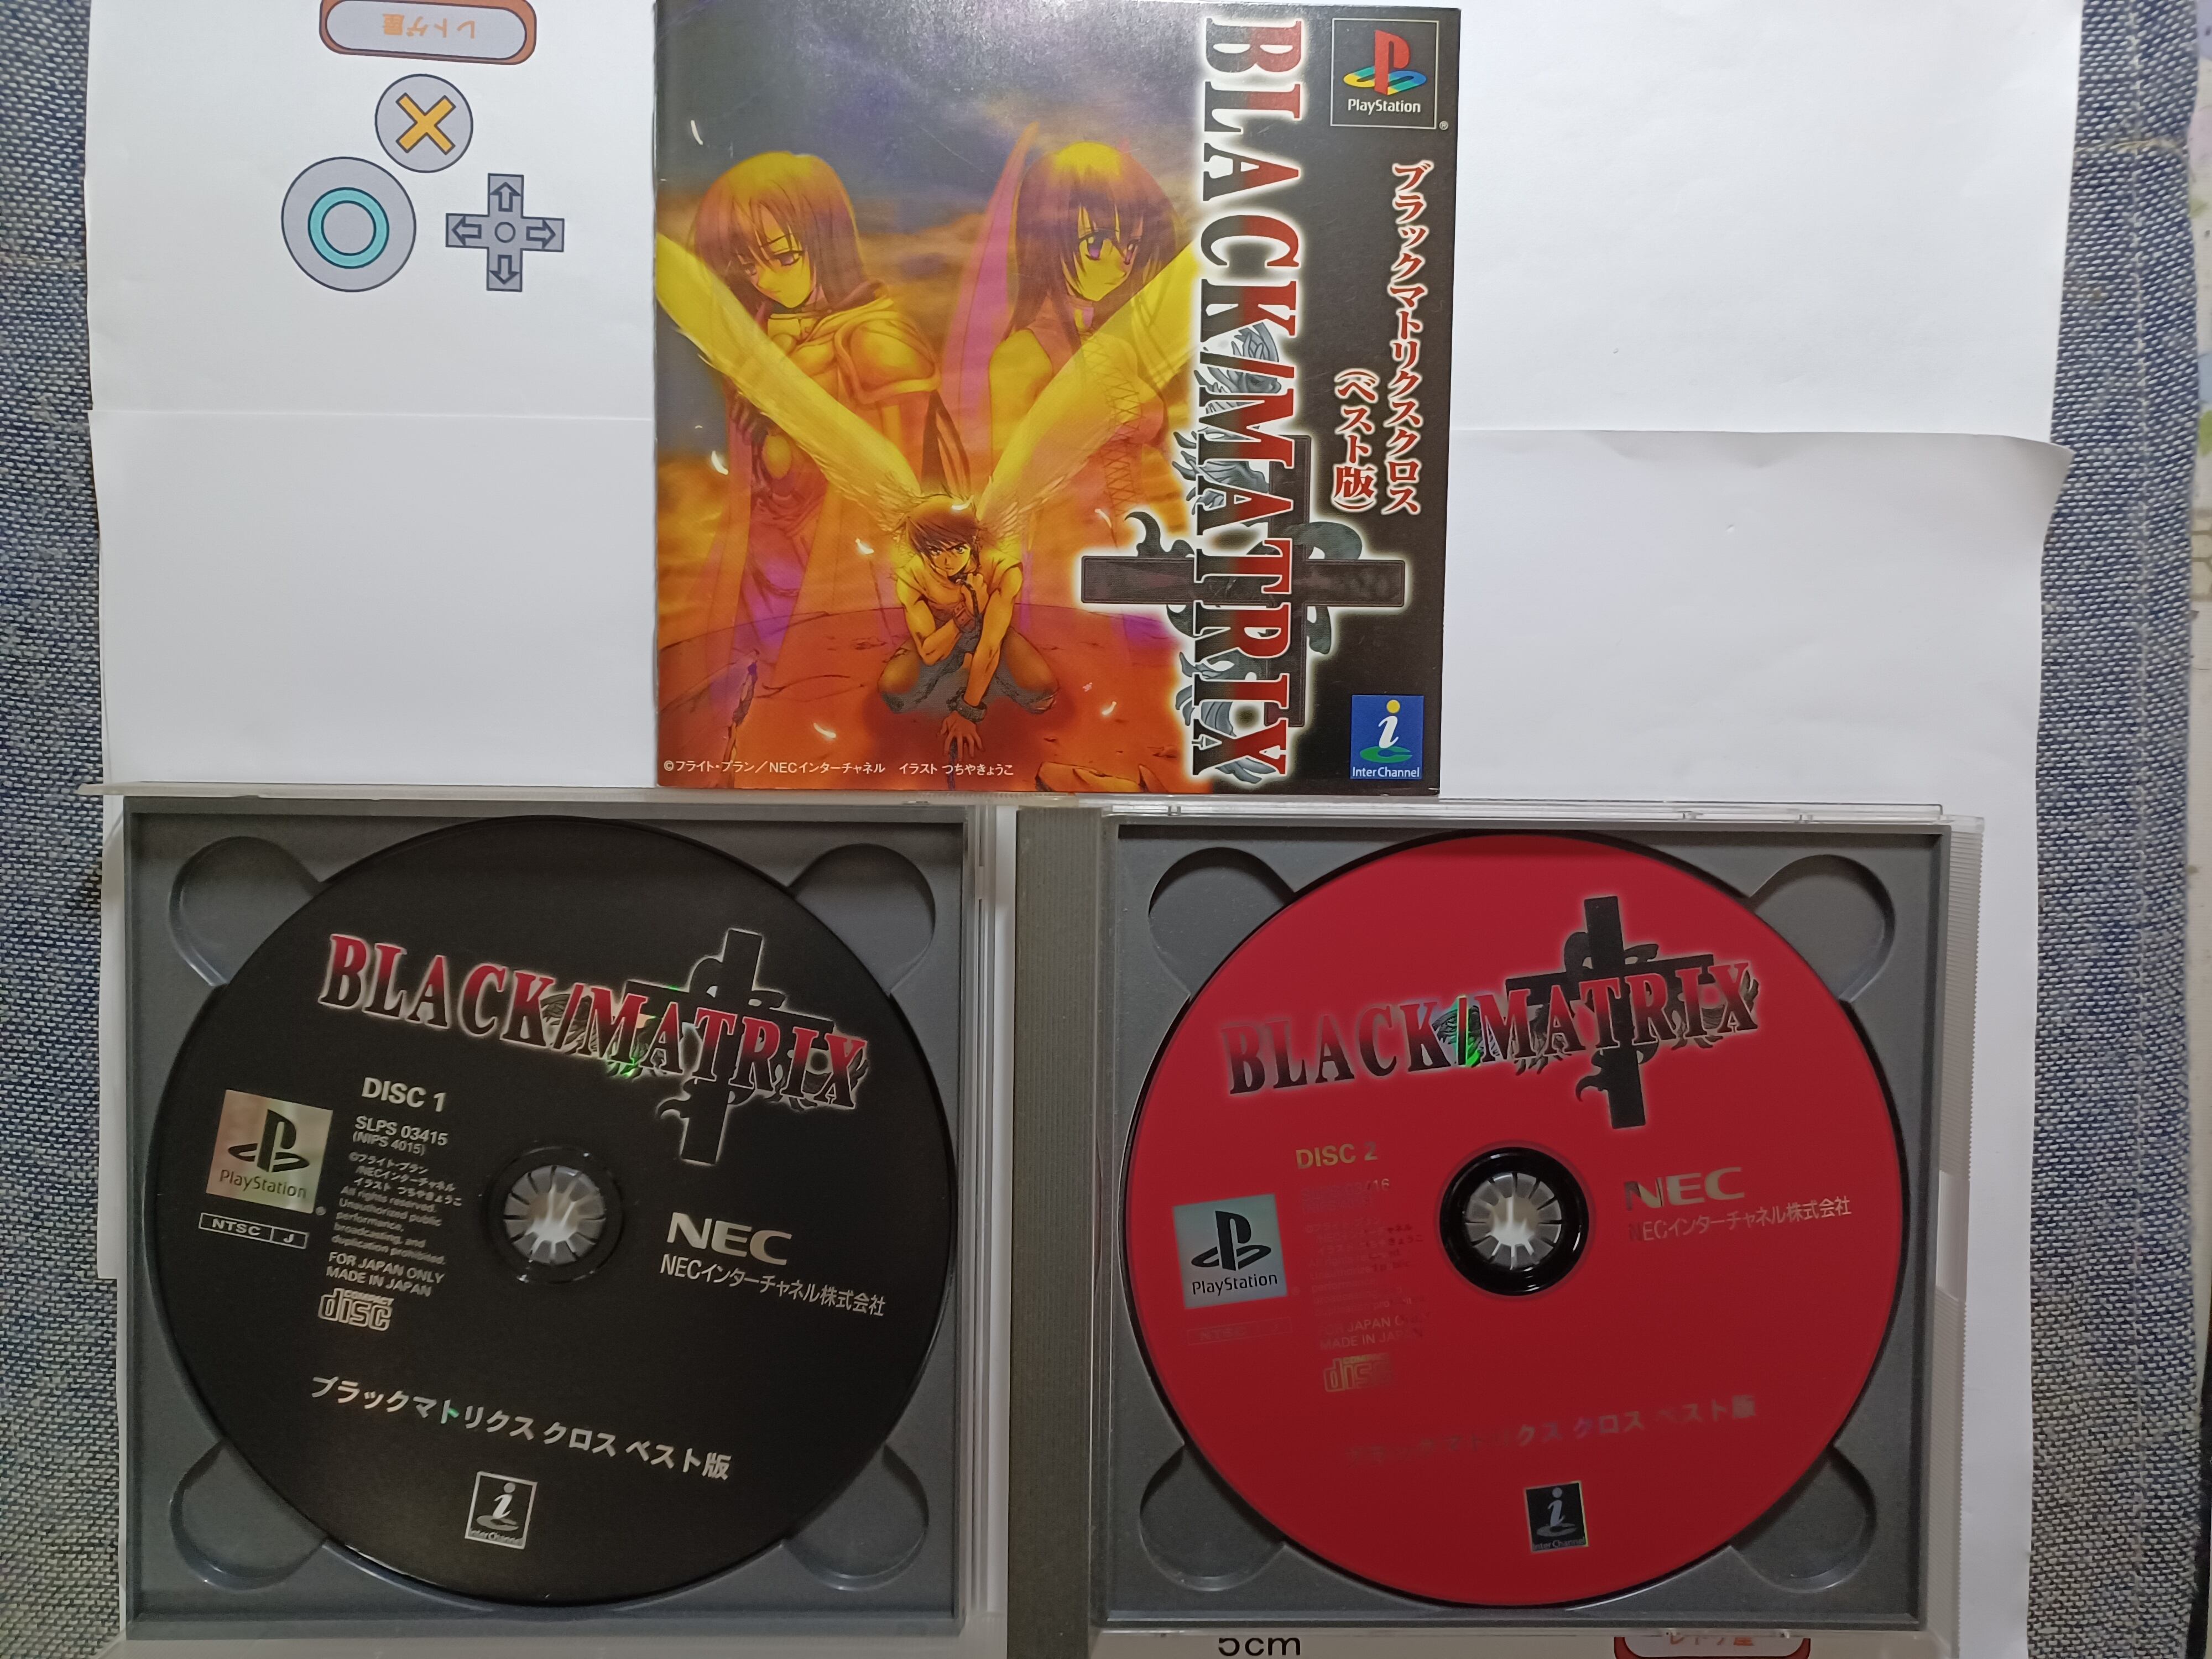 レトゲ屋
PlayStation
®
BLACK/MATRIX
ブラックマトリクスクロス
(ベスト版)
i
InterChannel
©フライト・プラン/NECインターチャネル イラスト つちやきょうこ
BLACK/MATRIX
DISC 1
SLPS 03415
(NIPS 4015)
©フライト・プラン
/NECインターチャネル
イラスト つちやきょうこ
All rights reserved.
Unauthorized public
performance,
broadcasting, and
duplication prohibited.
FOR JAPAN ONLY
MADE IN JAPAN
PlayStation
®
NTSC J
COMPACT
disc
NEC
NECインターチャネル株式会社
ブラックマトリクス クロス ベスト版
i
InterChannel
BLACK/MATRIX
DISC 2
PlayStation
NTSC J
MADE IN
disc
NEC
NECインターチャネル株式会社
クス クロス ベスト版
i
InterChannel
5cm
レトゲ屋